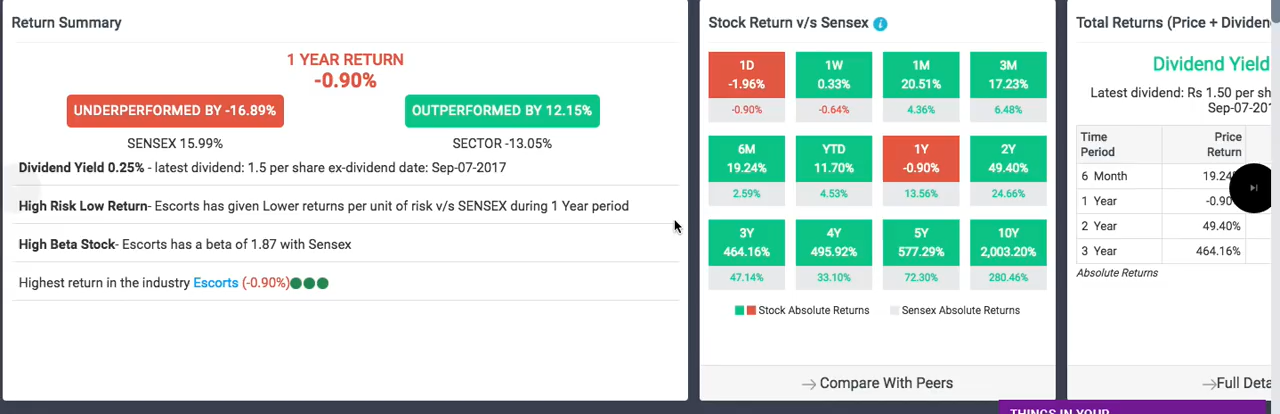 Return Summary
1 YEAR RETURN
-0.90%
UNDERPERFORMED BY -16.89%
OUTPERFORMED BY 12.15%
SENSEX 15.99%
SECTOR -13.05%
Dividend Yield 0.25% - latest dividend: 1.5 per share ex-dividend date: Sep-07-2017
High Risk Low Return- Escorts has given Lower returns per unit of risk v/s SENSEX during 1 Year period
High Beta Stock- Escorts has a beta of 1.87 with Sensex
Highest return in the industry Escorts (-0.90%)
Stock Return v/s Sensex
1D 1W 1M 3M
-1.96% 0.33% 20.51% 17.23%
-0.90% -0.64% 4.36% 6.48%
6M YTD 1Y 2Y
19.24% 11.70% -0.90% 49.40%
2.59% 4.53% 13.56% 24.66%
3Y 4Y 5Y 10Y
464.16% 495.92% 577.29% 2,003.20%
47.14% 33.10% 72.30% 280.46%
Stock Absolute Returns Sensex Absolute Returns
Compare With Peers
Total Returns (Price + Dividen
Dividend Yield
Latest dividend: Rs 1.50 per sh
Sep-07-201
Time Price
Period Return
6 Month 19.24
1 Year -0.90
2 Year 49.40%
3 Year 464.16%
Absolute Returns
Full Deta
THINGS IN YOUR